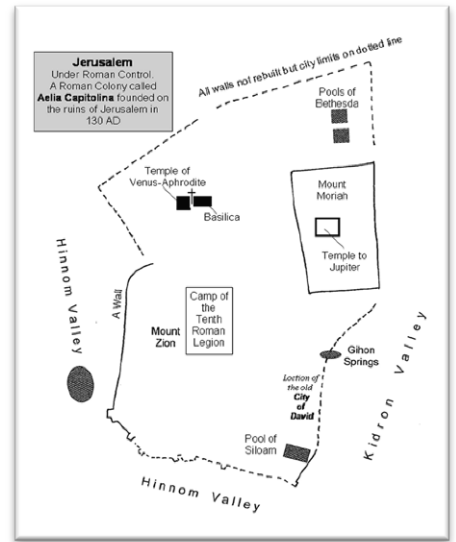 Jerusalem
Under Roman Control.
A Roman Colony called
Aelia Capitolina founded on
the ruins of Jerusalem in
130 AD
All walls not rebuilt but city limits on dotted line
Pools of
Bethesda
Temple of
Venus-Aphrodite
Basilica
Mount
Moriah
Temple to
Jupiter
Hinnom Valley
A Wall
Camp of
the
Tenth
Roman
Legion
Mount
Zion
Gihon
Springs
Loction of
the old
City
of
David
Kidron Valley
Pool of
Siloam
Hinnom Valley